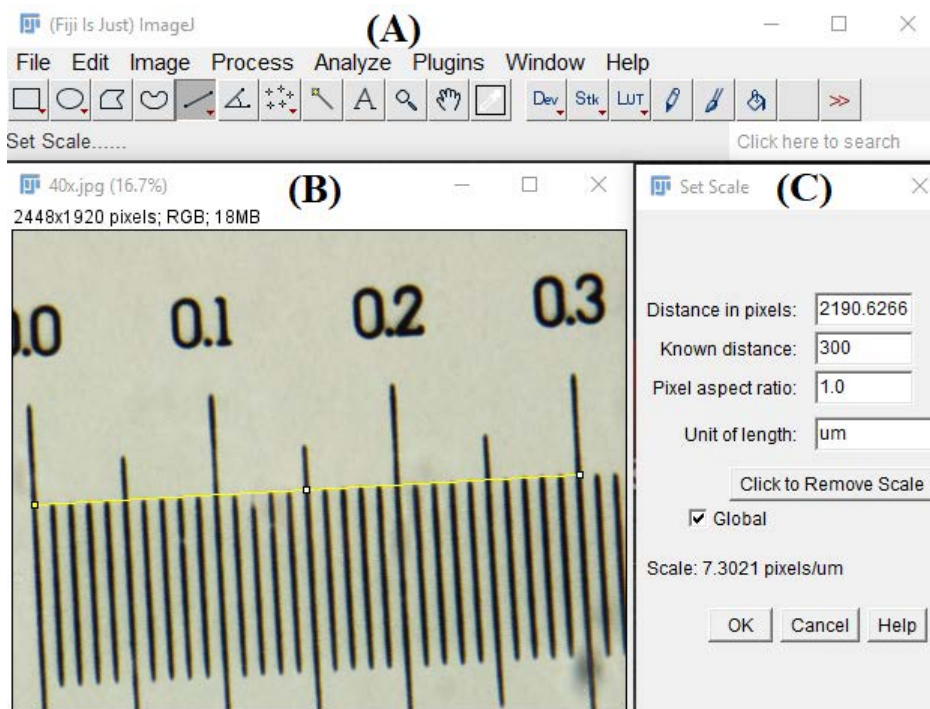 (Fiji Is Just) ImageJ
(A)
File Edit Image Process Analyze Plugins Window Help
A Dev Stk LUT >>
Set Scale......
Click here to search
40x.jpg (16.7%)
(B)
2448x1920 pixels; RGB; 18MB
0.0 0.1 0.2 0.3
Set Scale
(C)
Distance in pixels: 2190.6266
Known distance: 300
Pixel aspect ratio: 1.0
Unit of length: um
Click to Remove Scale
Global
Scale: 7.3021 pixels/um
OK Cancel Help